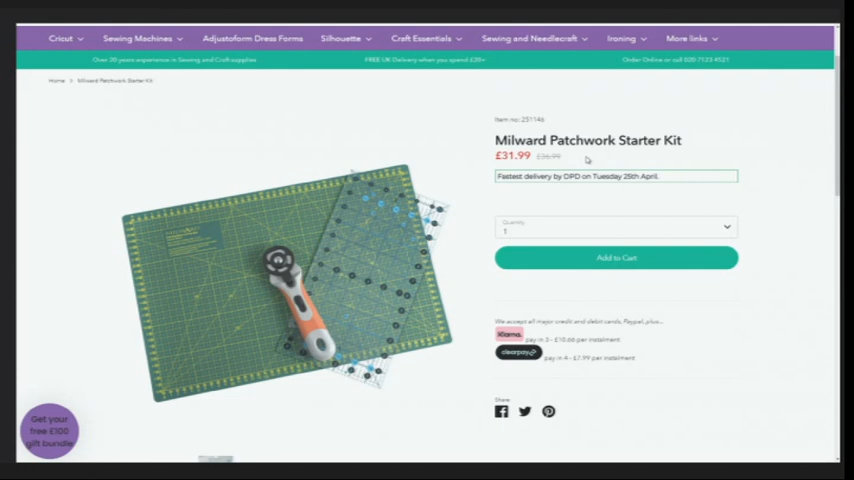 Cricut Sewing Machines Adjustoform Dress Forms Silhouette Craft Essentials Sewing and Needlecraft Ironing More links
Over 20 years experience in Sewing and Craft supplies FREE UK Delivery when you spend £20+ Order Online or call 020 7123 4521
Home > Milward Patchwork Starter Kit
Item no: 251146
Milward Patchwork Starter Kit
£31.99 £36.99
Fastest delivery by DPD on Tuesday 25th April.
Quantity
1
Add to Cart
We accept all major credit and debit cards, Paypal, plus...
Klarna. pay in 3 - £10.66 per instalment
clearpay pay in 4 - £7.99 per instalment
Share
Get your
free £100
gift bundle